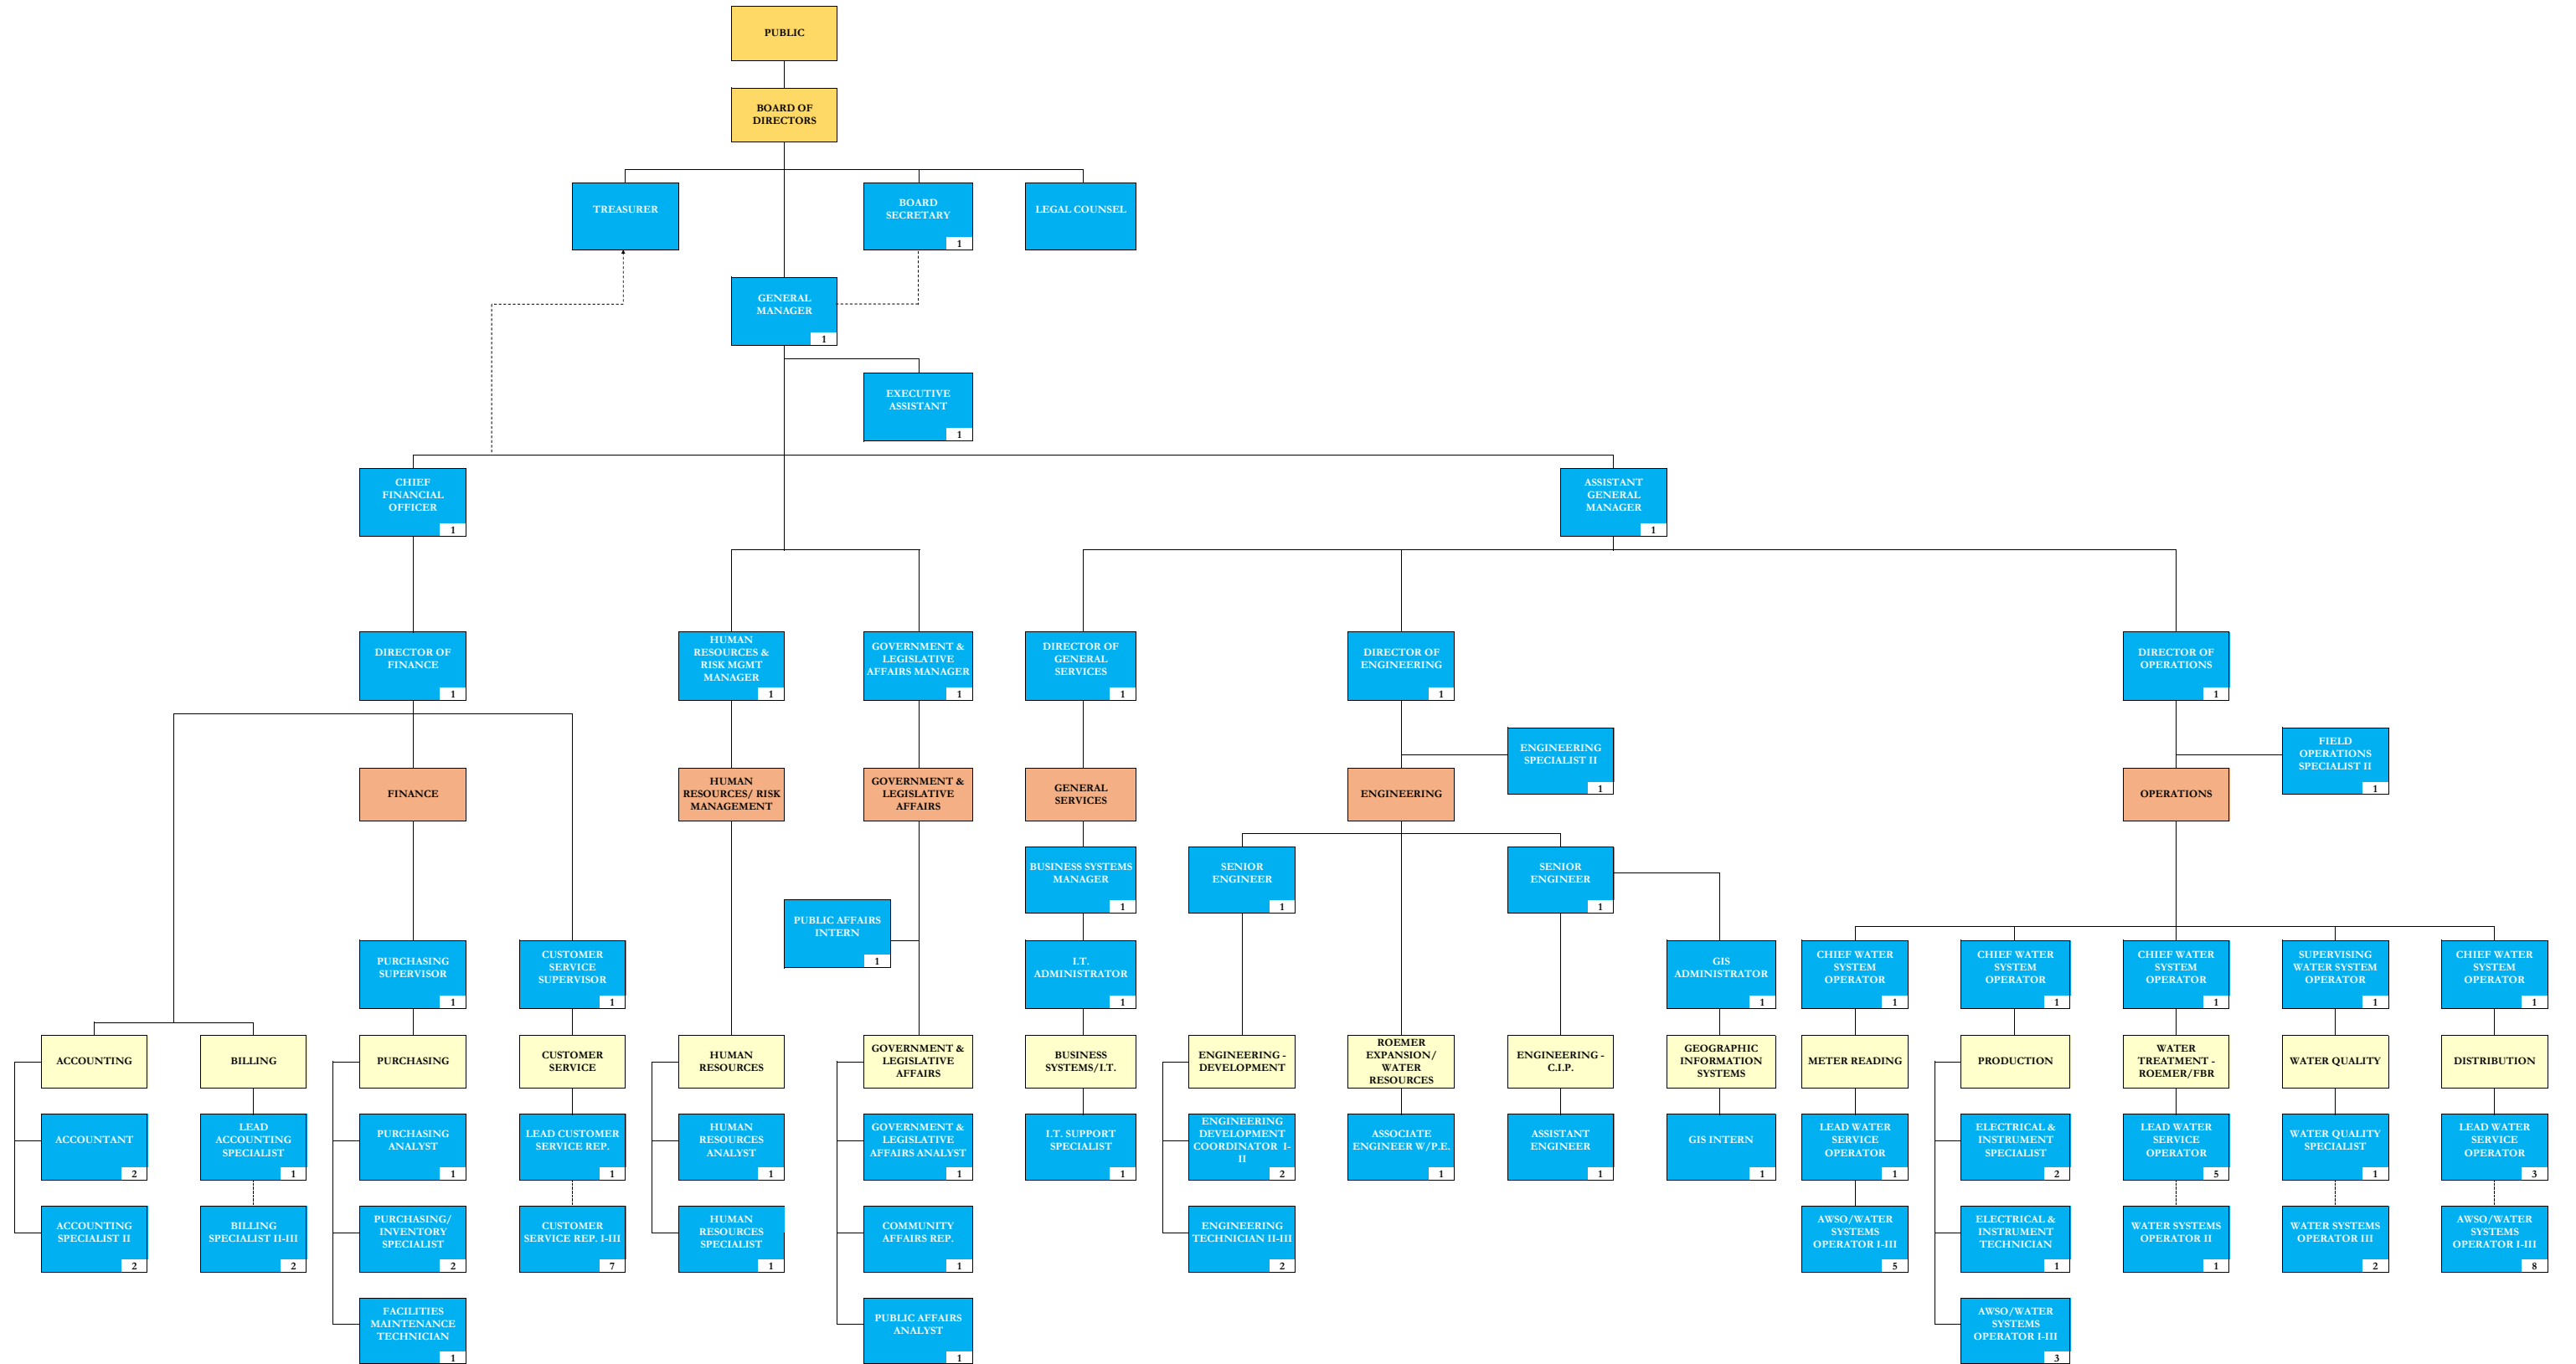 PUBLIC
BOARD OF
DIRECTORS
TREASURER
BOARD
SECRETARY
1
LEGAL COUNSEL
GENERAL
MANAGER
1
EXECUTIVE
ASSISTANT
1
CHIEF
FINANCIAL
OFFICER
1
ASSISTANT
GENERAL
MANAGER
1
DIRECTOR OF
FINANCE
1
HUMAN
RESOURCES &
RISK MGMT
MANAGER
1
GOVERNMENT &
LEGISLATIVE
AFFAIRS MANAGER
1
DIRECTOR OF
GENERAL
SERVICES
1
DIRECTOR OF
ENGINEERING
1
DIRECTOR OF
OPERATIONS
1
ENGINEERING
SPECIALIST II
1
FIELD
OPERATIONS
SPECIALIST II
1
FINANCE
HUMAN
RESOURCES/ RISK
MANAGEMENT
GOVERNMENT &
LEGISLATIVE
AFFAIRS
GENERAL
SERVICES
ENGINEERING
OPERATIONS
BUSINESS SYSTEMS
MANAGER
1
SENIOR
ENGINEER
1
SENIOR
ENGINEER
1
PUBLIC AFFAIRS
INTERN
1
PURCHASING
SUPERVISOR
1
CUSTOMER
SERVICE
SUPERVISOR
1
I.T.
ADMINISTRATOR
1
GIS
ADMINISTRATOR
1
CHIEF WATER
SYSTEM
OPERATOR
1
CHIEF WATER
SYSTEM
OPERATOR
1
CHIEF WATER
SYSTEM
OPERATOR
1
SUPERVISING
WATER SYSTEM
OPERATOR
1
CHIEF WATER
SYSTEM
OPERATOR
1
ACCOUNTING
BILLING
PURCHASING
CUSTOMER
SERVICE
HUMAN
RESOURCES
GOVERNMENT &
LEGISLATIVE
AFFAIRS
BUSINESS
SYSTEMS/I.T.
ENGINEERING -
DEVELOPMENT
ROEMER
EXPANSION/
WATER
RESOURCES
ENGINEERING -
C.I.P.
GEOGRAPHIC
INFORMATION
SYSTEMS
METER READING
PRODUCTION
WATER
TREATMENT -
ROEMER/FBR
WATER QUALITY
DISTRIBUTION
ACCOUNTANT
2
LEAD
ACCOUNTING
SPECIALIST
1
PURCHASING
ANALYST
1
LEAD CUSTOMER
SERVICE REP.
1
HUMAN
RESOURCES
ANALYST
1
GOVERNMENT &
LEGISLATIVE
AFFAIRS ANALYST
1
I.T. SUPPORT
SPECIALIST
1
ENGINEERING
DEVELOPMENT
COORDINATOR I-
II
2
ASSOCIATE
ENGINEER W/P.E.
1
ASSISTANT
ENGINEER
1
GIS INTERN
1
LEAD WATER
SERVICE
OPERATOR
1
ELECTRICAL &
INSTRUMENT
SPECIALIST
2
LEAD WATER
SERVICE
OPERATOR
5
WATER QUALITY
SPECIALIST
1
LEAD WATER
SERVICE
OPERATOR
3
ACCOUNTING
SPECIALIST II
2
BILLING
SPECIALIST II-III
2
PURCHASING/
INVENTORY
SPECIALIST
2
CUSTOMER
SERVICE REP. I-III
7
HUMAN
RESOURCES
SPECIALIST
1
COMMUNITY
AFFAIRS REP.
1
ENGINEERING
TECHNICIAN II-III
2
AWSO/WATER
SYSTEMS
OPERATOR I-III
5
ELECTRICAL &
INSTRUMENT
TECHNICIAN
1
WATER SYSTEMS
OPERATOR II
1
WATER SYSTEMS
OPERATOR III
2
AWSO/WATER
SYSTEMS
OPERATOR I-III
8
FACILITIES
MAINTENANCE
TECHNICIAN
1
PUBLIC AFFAIRS
ANALYST
1
AWSO/WATER
SYSTEMS
OPERATOR I-III
3